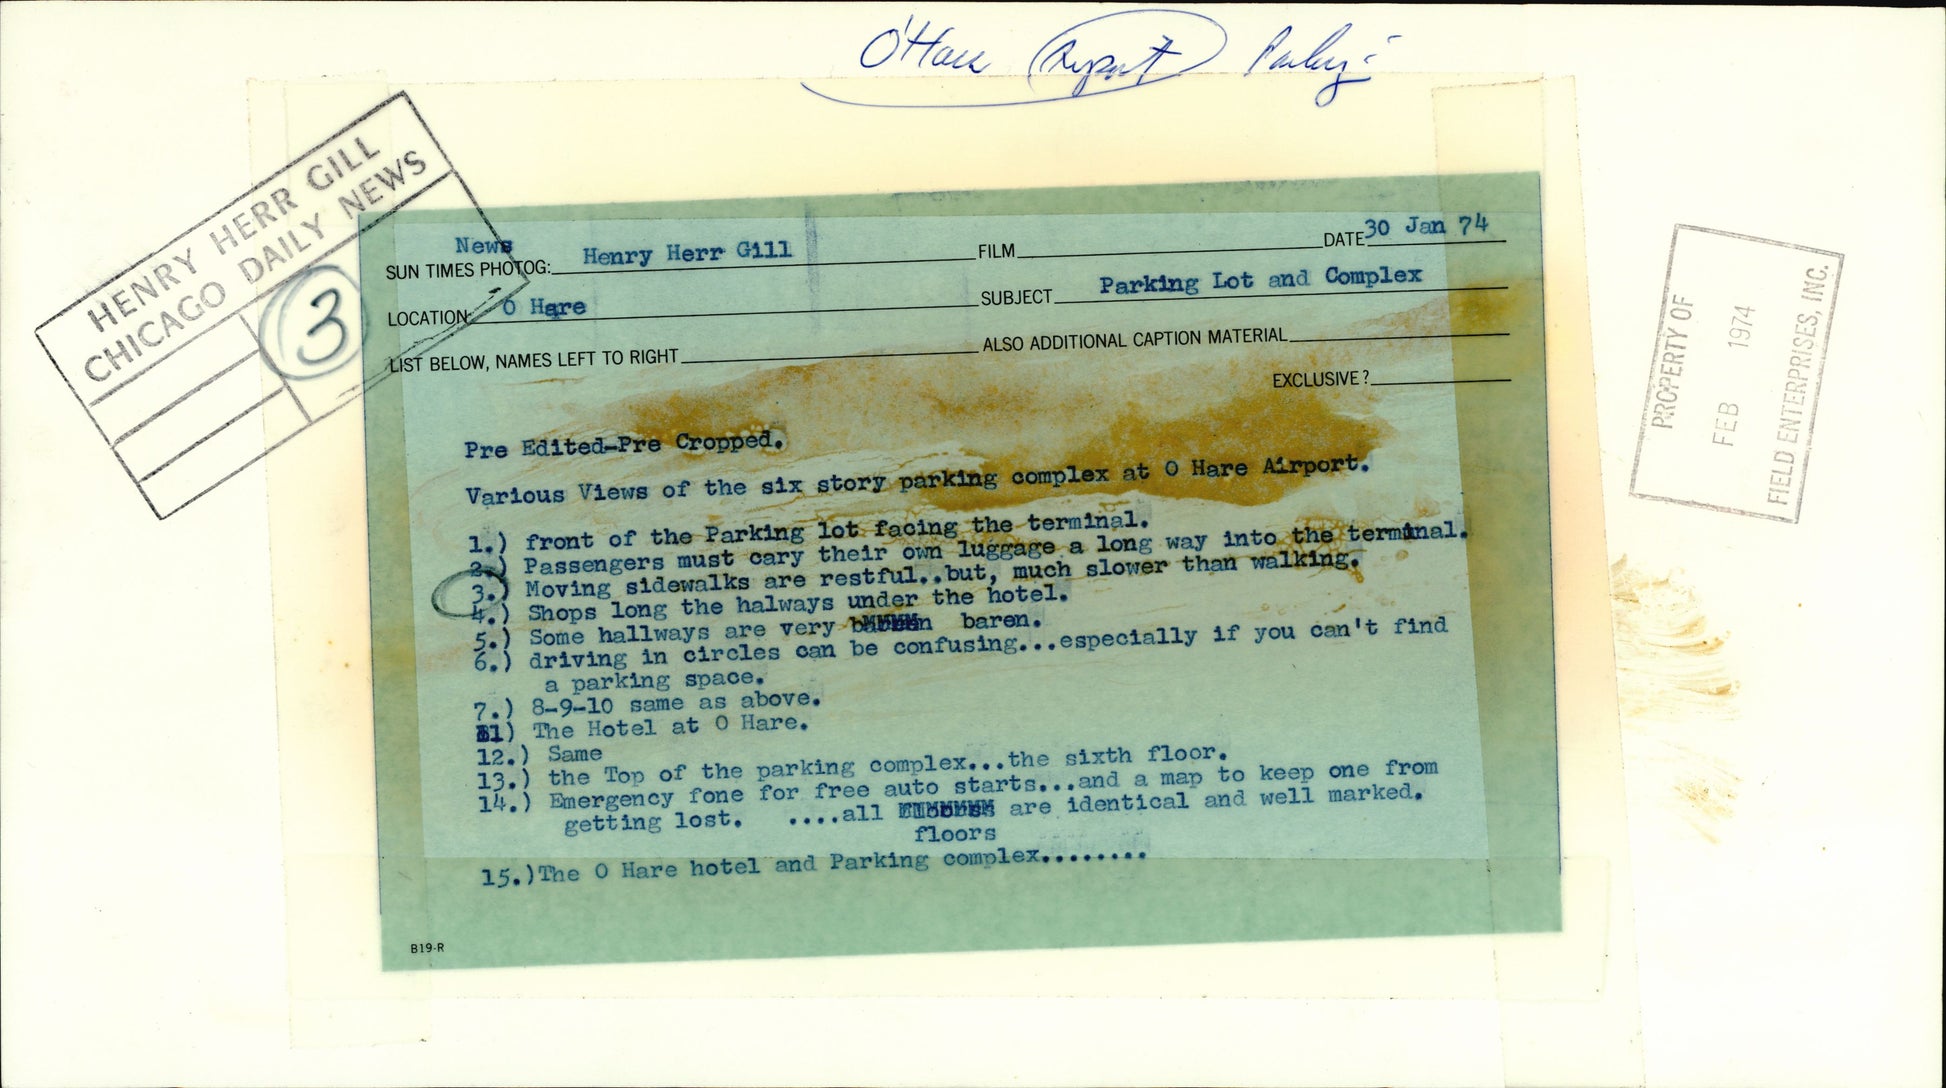 O'Hare Airport Parking
HENRY HERR GILL
CHICAGO DAILY NEWS
3
News
SUN TIMES PHOTOG: Henry Herr Gill FILM DATE 30 Jan 74
LOCATION: O Hare SUBJECT Parking Lot and Complex
LIST BELOW, NAMES LEFT TO RIGHT ALSO ADDITIONAL CAPTION MATERIAL
EXCLUSIVE?
Pre Edited-Pre Cropped.
Various Views of the six story parking complex at O Hare Airport.
1.) front of the Parking lot facing the terminal.
2.) Passengers must cary their own luggage a long way into the terminal.
3.) Moving sidewalks are restful..but, much slower than walking.
4.) Shops long the halways under the hotel.
5.) Some hallways are very baren.
6.) driving in circles can be confusing...especially if you can't find
a parking space.
7.) 8-9-10 same as above.
11) The Hotel at O Hare.
12.) Same
13.) the Top of the parking complex...the sixth floor.
14.) Emergency fone for free auto starts...and a map to keep one from
getting lost. ....all are identical and well marked.
floors
15.)The O Hare hotel and Parking complex........
B19-R
PROPERTY OF
FEB 1974
FIELD ENTERPRISES, INC.